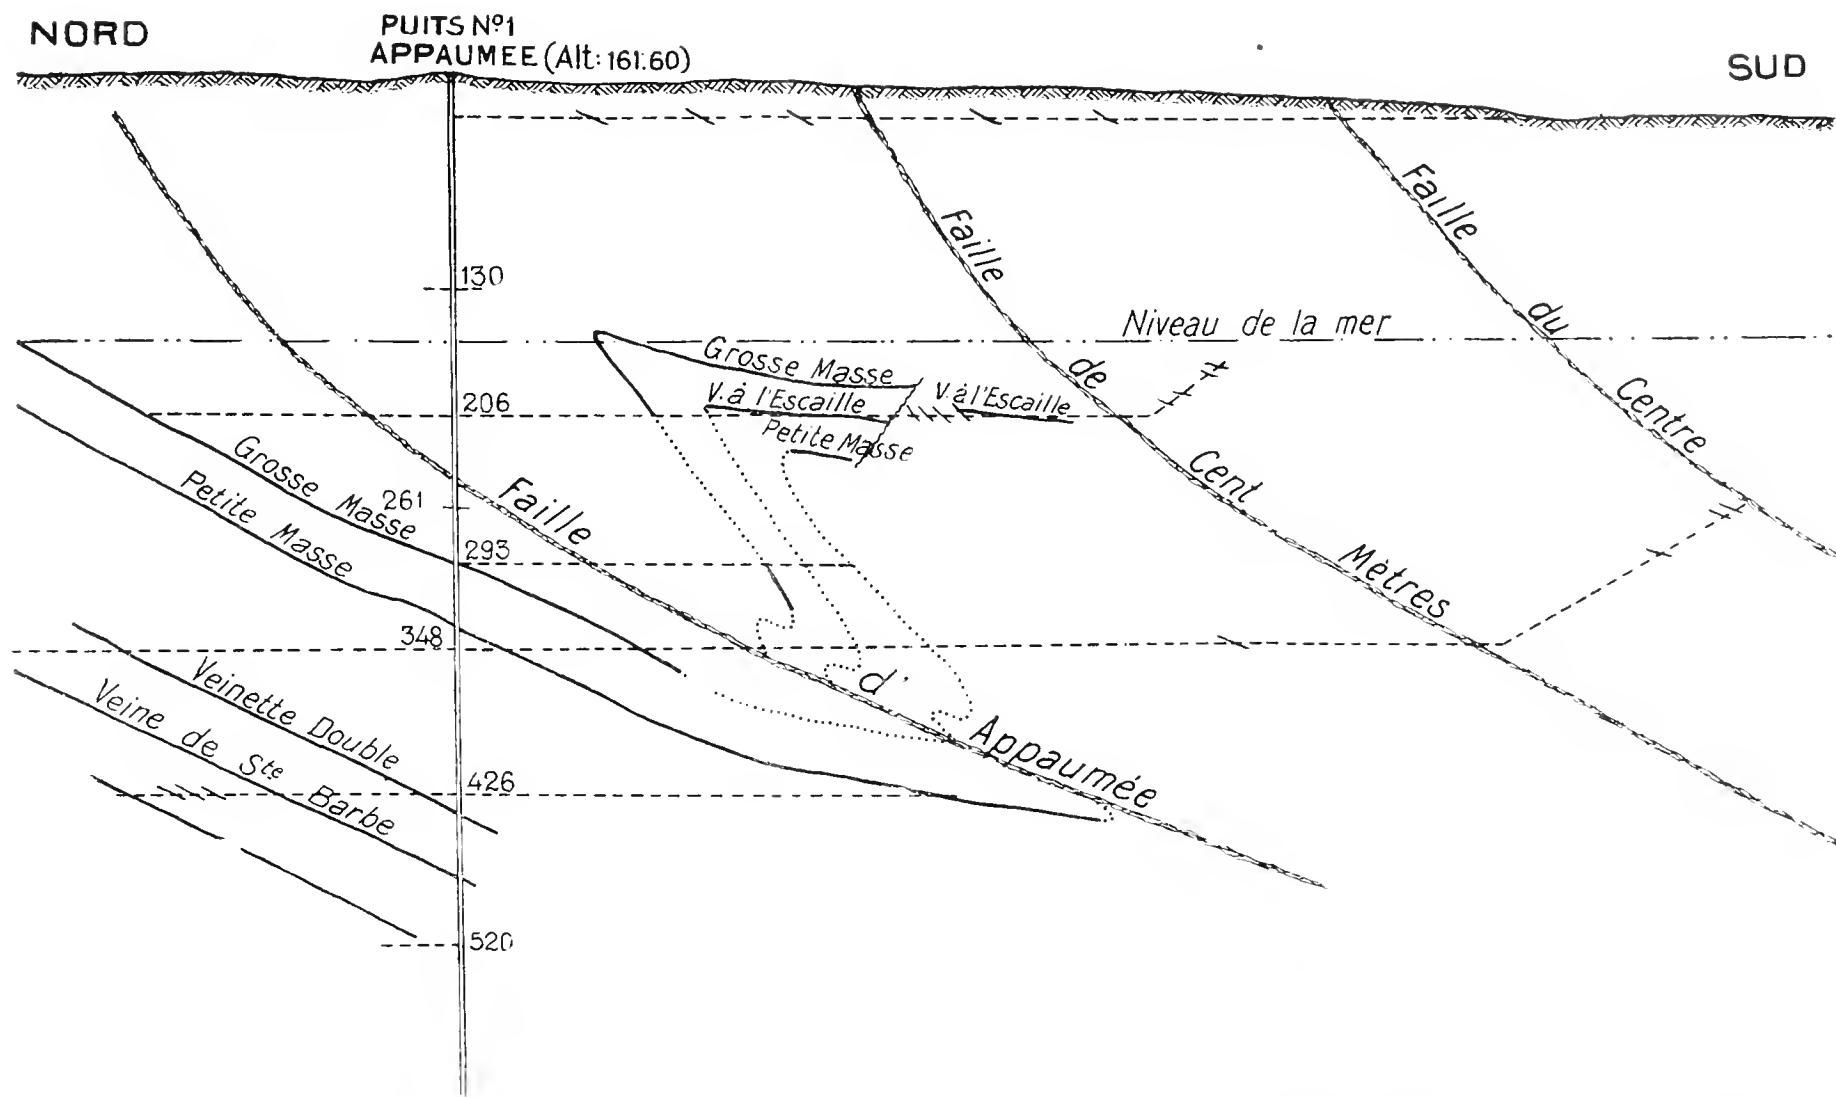 NORD
PUITS Nº1
APPAUMEE (Alt: 161.60)
SUD
130
Niveau de la mer
Faille de Cent Mètres
Faille du Centre
Grosse Masse
V. à l'Escaille
V. à l'Escaille
Petite Masse
206
Grosse Masse
Petite Masse
261
293
Faille d' Appaumée
348
Veinette Double
Veine de Ste Barbe
426
520